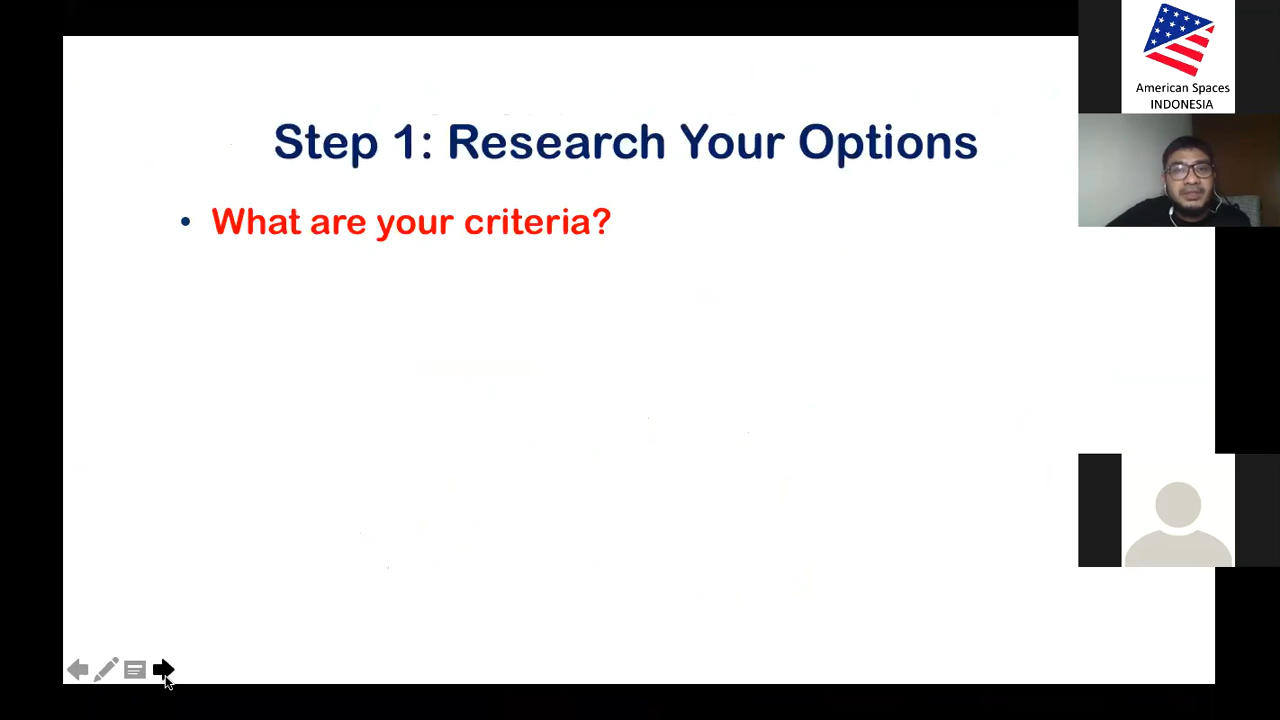 Step 1: Research Your Options
• What are your criteria?
American Spaces
INDONESIA